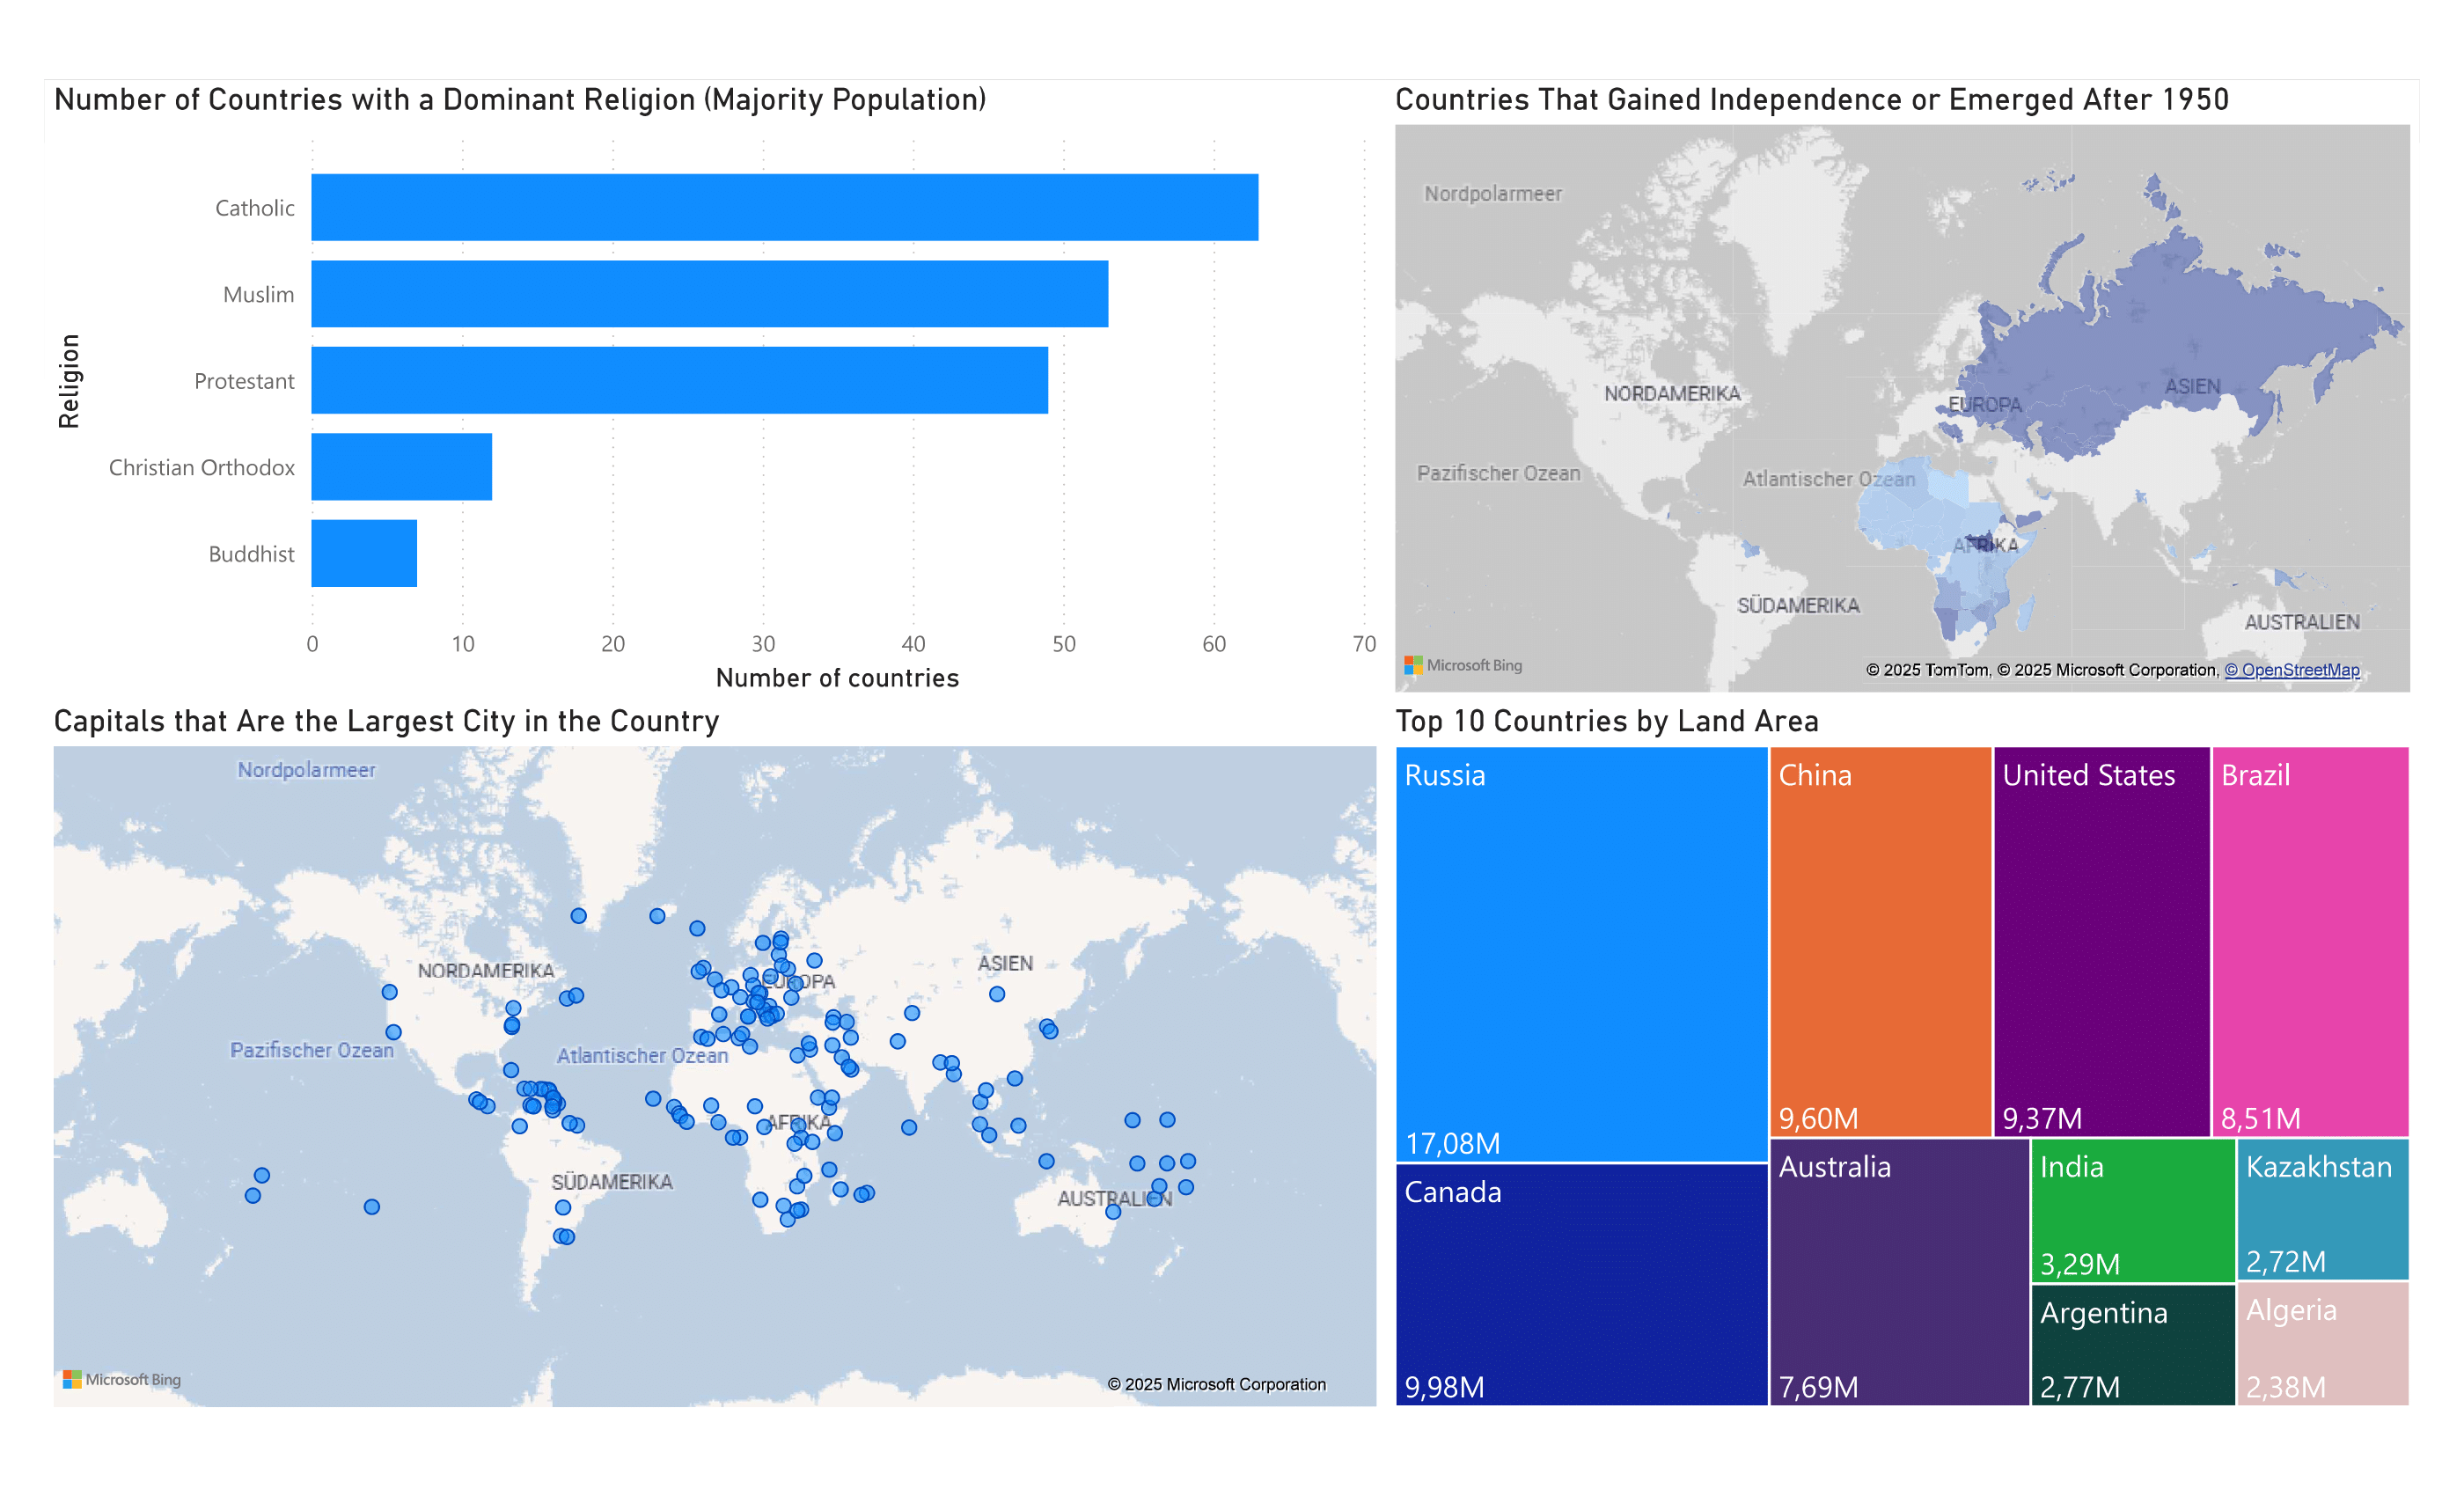 Number of Countries with a Dominant Religion (Majority Population)
Religion
Catholic
Muslim
Protestant
Christian Orthodox
Buddhist
0 10 20 30 40 50 60 70
Number of countries
Countries That Gained Independence or Emerged After 1950
Nordpolarmeer
NORDAMERIKA
EUROPA
ASIEN
Pazifischer Ozean
Atlantischer Ozean
AFRIKA
SÜDAMERIKA
AUSTRALIEN
Microsoft Bing
© 2025 TomTom, © 2025 Microsoft Corporation, © OpenStreetMap
Capitals that Are the Largest City in the Country
Nordpolarmeer
NORDAMERIKA
EUROPA
ASIEN
Pazifischer Ozean
Atlantischer Ozean
AFRIKA
SÜDAMERIKA
AUSTRALIEN
Microsoft Bing
© 2025 Microsoft Corporation
Top 10 Countries by Land Area
Russia
17,08M
Canada
9,98M
China
9,60M
United States
9,37M
Brazil
8,51M
Australia
7,69M
India
3,29M
Argentina
2,77M
Kazakhstan
2,72M
Algeria
2,38M